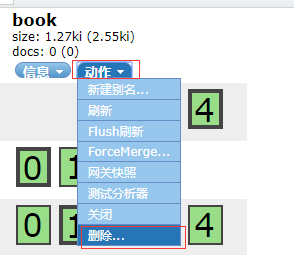 book
size: 1.27ki (2.55ki)
docs: 0 (0)
信息 动作
新建别名...
刷新 4
Flush刷新
ForceMerge...
0 1
网关快照
测试分析器
关闭
0 1 4
删除...